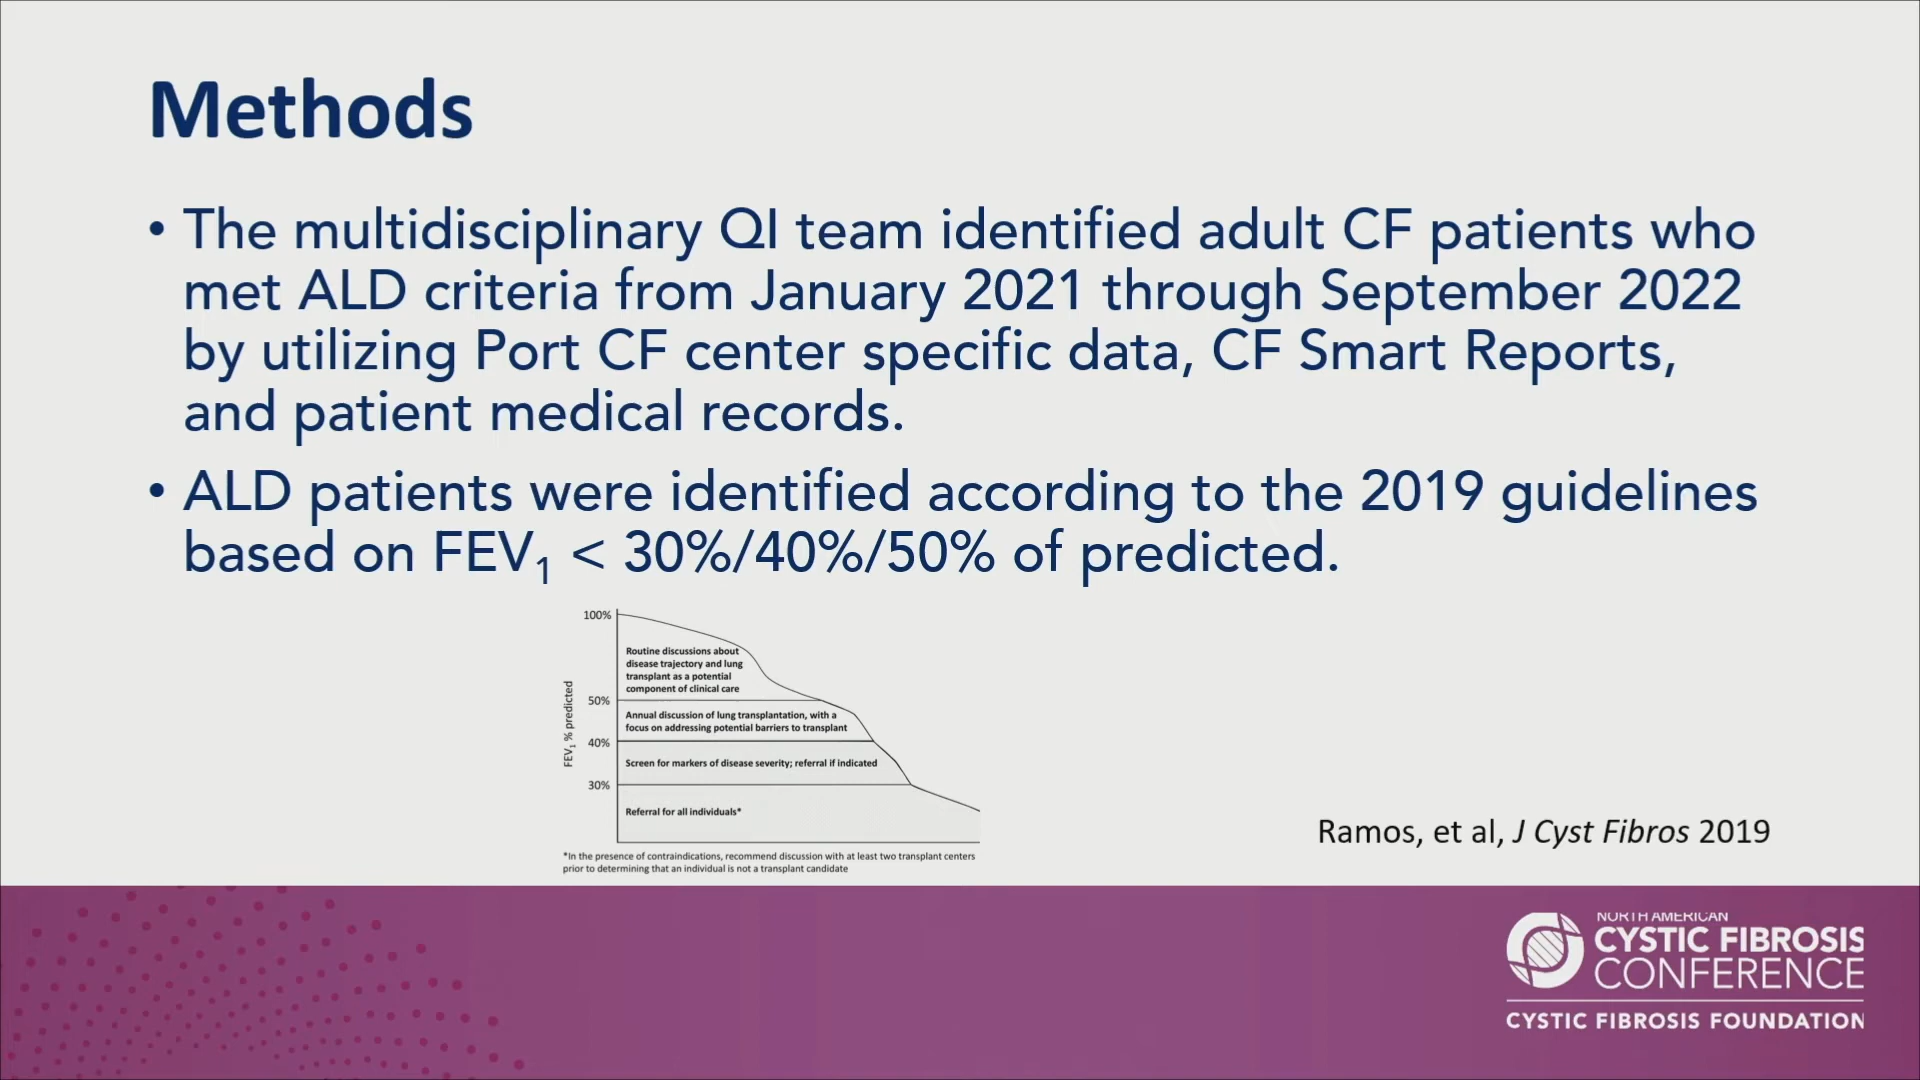 Methods
• The multidisciplinary QI team identified adult CF patients who
met ALD criteria from January 2021 through September 2022
by utilizing Port CF center specific data, CF Smart Reports,
and patient medical records.
• ALD patients were identified according to the 2019 guidelines
based on FEV₁ < 30%/40%/50% of predicted.
FEV₁ % predicted
100%
Routine discussions about
disease trajectory and lung
transplant as a potential
component of clinical care
50%
Annual discussion of lung transplantation, with a
focus on addressing potential barriers to transplant
40%
Screen for markers of disease severity; referral if indicated
30%
Referral for all individuals*
*In the presence of contraindications, recommend discussion with at least two transplant centers
prior to determining that an individual is not a transplant candidate
Ramos, et al, J Cyst Fibros 2019
NORTH AMERICAN
CYSTIC FIBROSIS
CONFERENCE
CYSTIC FIBROSIS FOUNDATION